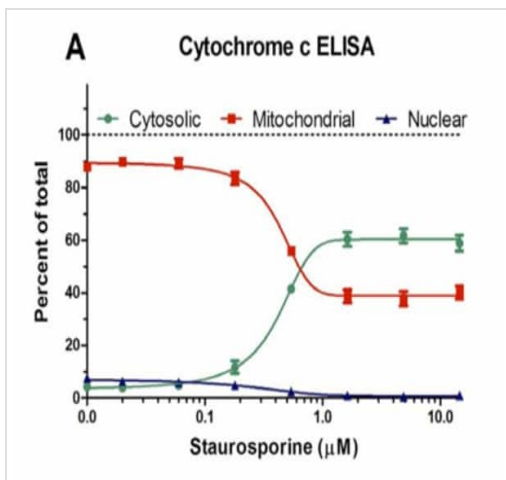 A
Cytochrome c ELISA
Cytosolic Mitochondrial Nuclear
Percent of total
100
80
60
40
20
0
0.0 0.1 1.0 10.0
Staurosporine (μM)